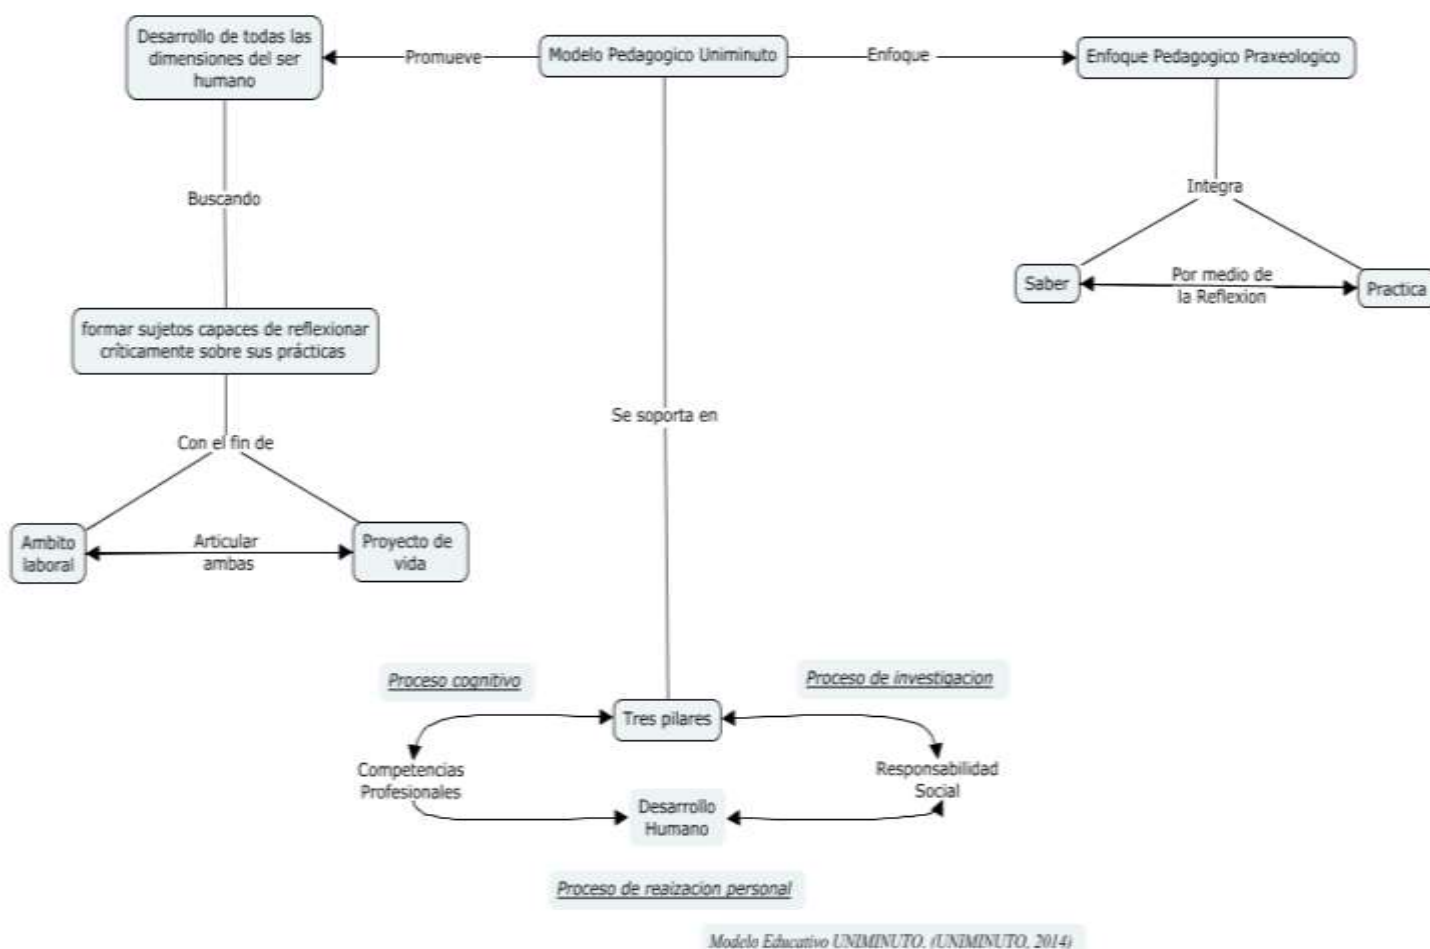 Desarrollo de todas las
dimensiones del ser
humano
Promueve
Modelo Pedagogico Uniminuto
Enfoque
Enfoque Pedagogico Praxeologico
Buscando
Integra
Saber
Por medio de
la Reflexion
Practica
formar sujetos capaces de reflexionar
críticamente sobre sus prácticas
Se soporta en
Con el fin de
Ambito
laboral
Articular
ambas
Proyecto de
vida
Proceso cognitivo
Proceso de investigacion
Tres pilares
Competencias
Profesionales
Responsabilidad
Social
Desarrollo
Humano
Proceso de reaizacion personal
Modelo Educativo UNIMINUTO. (UNIMINUTO, 2014)